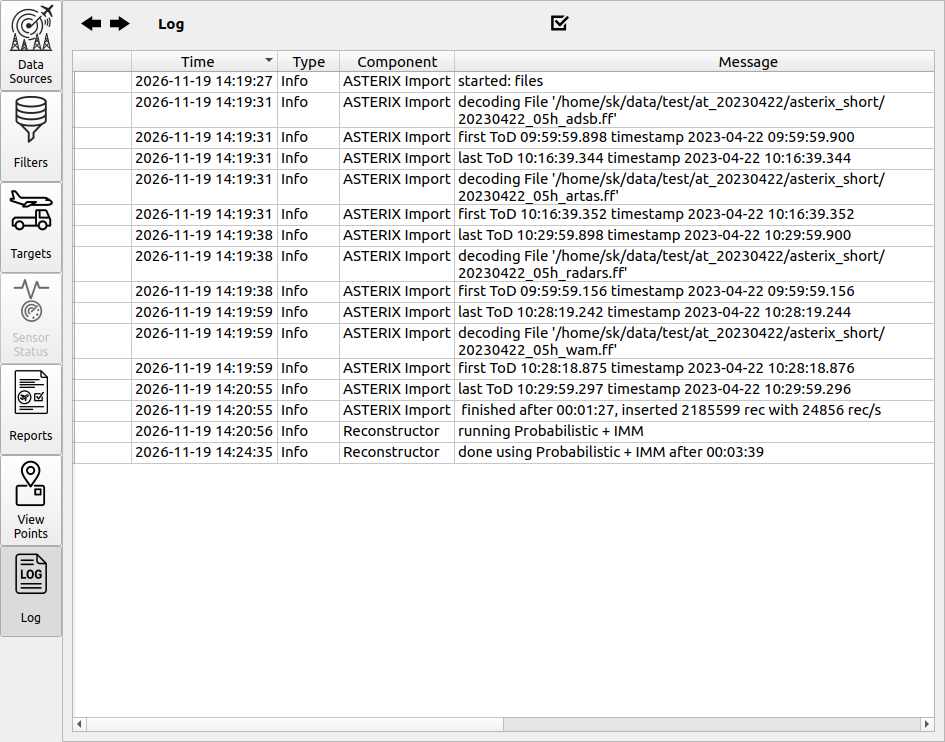 Log
Data
Sources
Filters
Targets
Sensor
Status
Reports
View
Points
LOG
Log
Time Type Component Message
2026-11-19 14:19:27 Info ASTERIX Import started: files
2026-11-19 14:19:31 Info ASTERIX Import decoding File '/home/sk/data/test/at_20230422/asterix_short/
20230422_05h_adsb.ff'
2026-11-19 14:19:31 Info ASTERIX Import first ToD 09:59:59.898 timestamp 2023-04-22 09:59:59.900
2026-11-19 14:19:31 Info ASTERIX Import last ToD 10:16:39.344 timestamp 2023-04-22 10:16:39.344
2026-11-19 14:19:31 Info ASTERIX Import decoding File '/home/sk/data/test/at_20230422/asterix_short/
20230422_05h_artas.ff'
2026-11-19 14:19:31 Info ASTERIX Import first ToD 10:16:39.352 timestamp 2023-04-22 10:16:39.352
2026-11-19 14:19:38 Info ASTERIX Import last ToD 10:29:59.898 timestamp 2023-04-22 10:29:59.900
2026-11-19 14:19:38 Info ASTERIX Import decoding File '/home/sk/data/test/at_20230422/asterix_short/
20230422_05h_radars.ff'
2026-11-19 14:19:38 Info ASTERIX Import first ToD 09:59:59.156 timestamp 2023-04-22 09:59:59.156
2026-11-19 14:19:59 Info ASTERIX Import last ToD 10:28:19.242 timestamp 2023-04-22 10:28:19.244
2026-11-19 14:19:59 Info ASTERIX Import decoding File '/home/sk/data/test/at_20230422/asterix_short/
20230422_05h_wam.ff'
2026-11-19 14:19:59 Info ASTERIX Import first ToD 10:28:18.875 timestamp 2023-04-22 10:28:18.876
2026-11-19 14:20:55 Info ASTERIX Import last ToD 10:29:59.297 timestamp 2023-04-22 10:29:59.296
2026-11-19 14:20:55 Info ASTERIX Import finished after 00:01:27, inserted 2185599 rec with 24856 rec/s
2026-11-19 14:20:56 Info Reconstructor running Probabilistic + IMM
2026-11-19 14:24:35 Info Reconstructor done using Probabilistic + IMM after 00:03:39